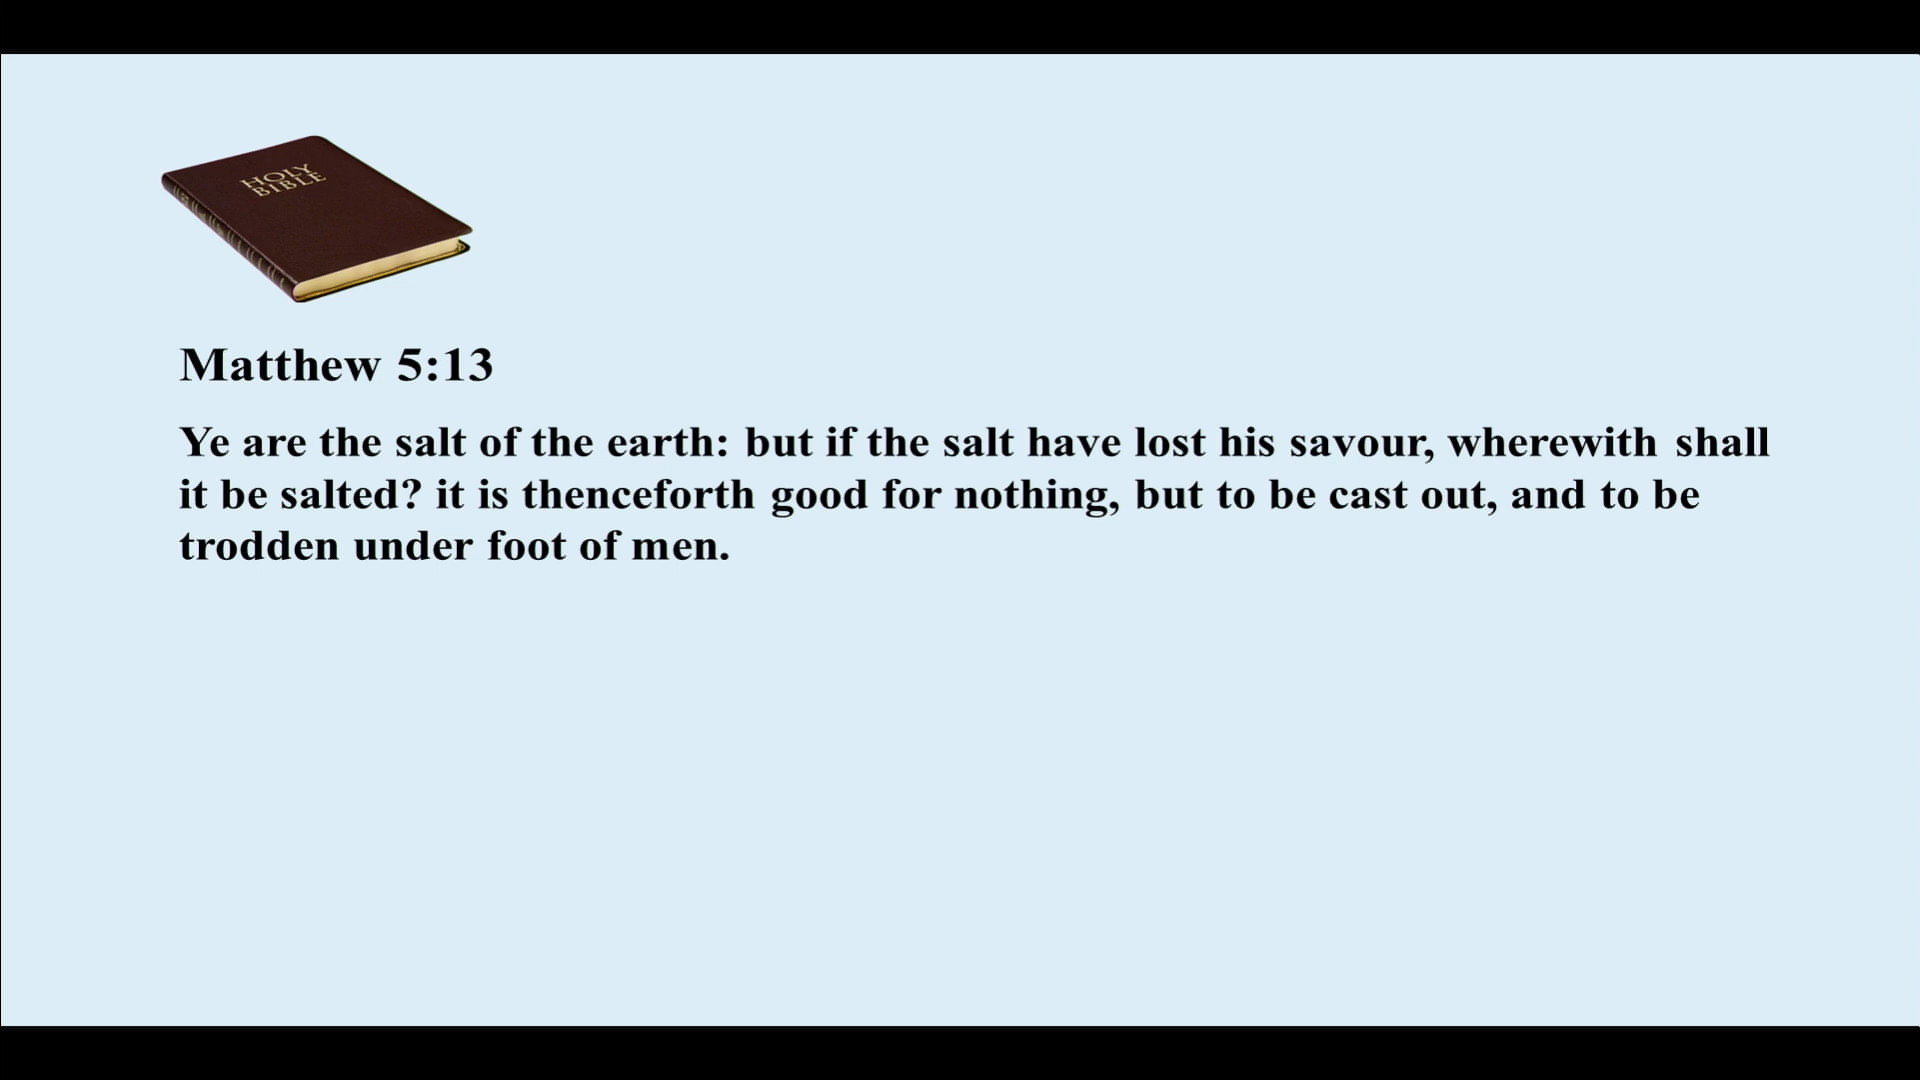 HOLY
BIBLE
Matthew 5:13
Ye are the salt of the earth: but if the salt have lost his savour, wherewith shall
it be salted? it is thenceforth good for nothing, but to be cast out, and to be
trodden under foot of men.